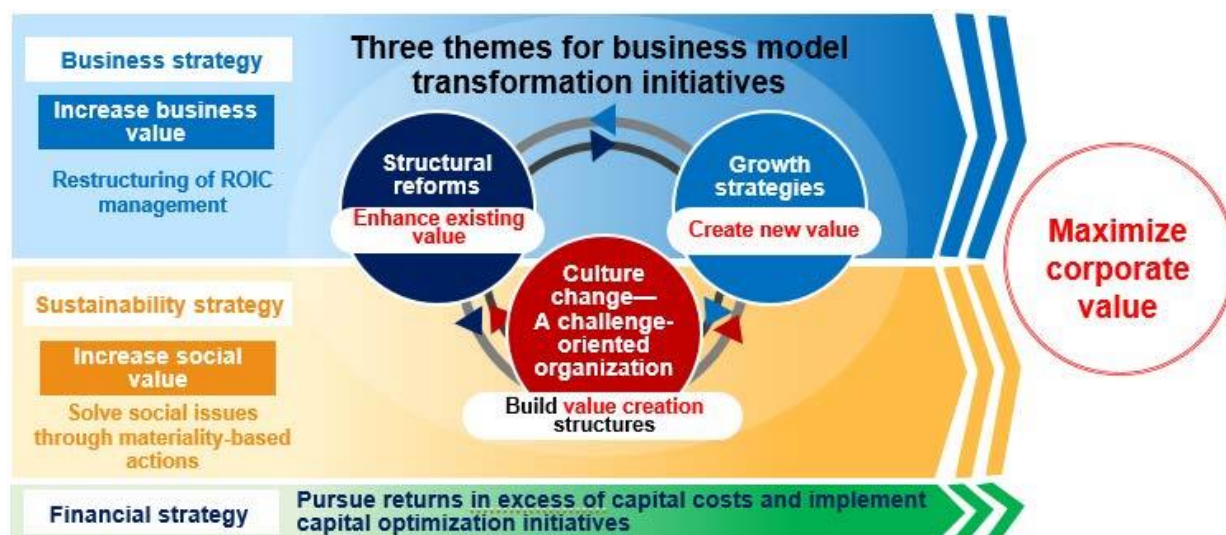 Business strategy
Increase business
value
Restructuring of ROIC
management
Three themes for business model
transformation initiatives
Structural
reforms
Enhance existing
value
Growth
strategies
Create new value
Culture
change—
A challenge-
oriented
organization
Build value creation
structures
Sustainability strategy
Increase social
value
Solve social issues
through materiality-based
actions
Financial strategy
Pursue returns in excess of capital costs and implement
capital optimization initiatives
Maximize
corporate
value